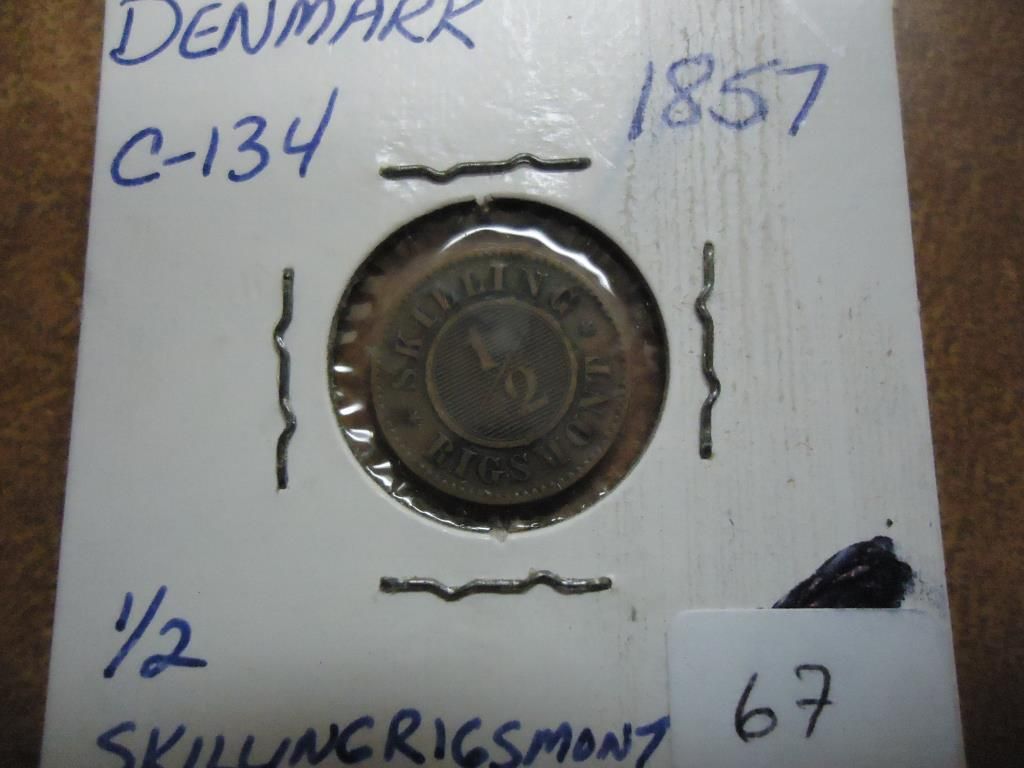 DENMARK
C-134
1857
SKILLING
1/2
RIGSMONT
1/2
SKILLINGRIGSMONT
67